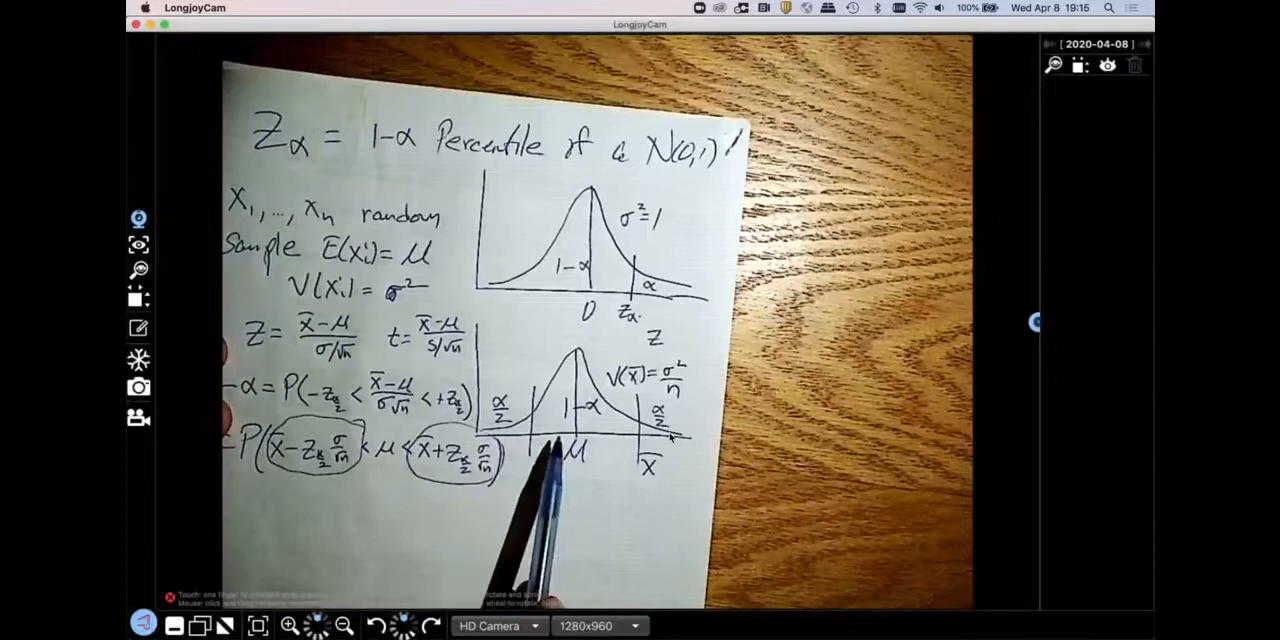 LongjoyCam
100%
Wed Apr 8 19:15
LongjoyCam
[ 2020-04-08 ]
Zα = 1-α Percentile of a N(0,1)
X1, ..., Xn random
Sample E(Xi) = μ
V(Xi) = σ²
σ²=1
1-α
α
0 Zα
Z
Z = x̄-μ / σ/√n t = x̄-μ / s/√n
-α = P(-Zα/2 < x̄-μ / σ/√n < +Zα/2)
P(x̄-Zα/2 σ/√n < μ < x̄+Zα/2 σ/√n)
V(x̄) = σ²/n
α/2 1-α α/2
μ x̄
HD Camera 1280x960